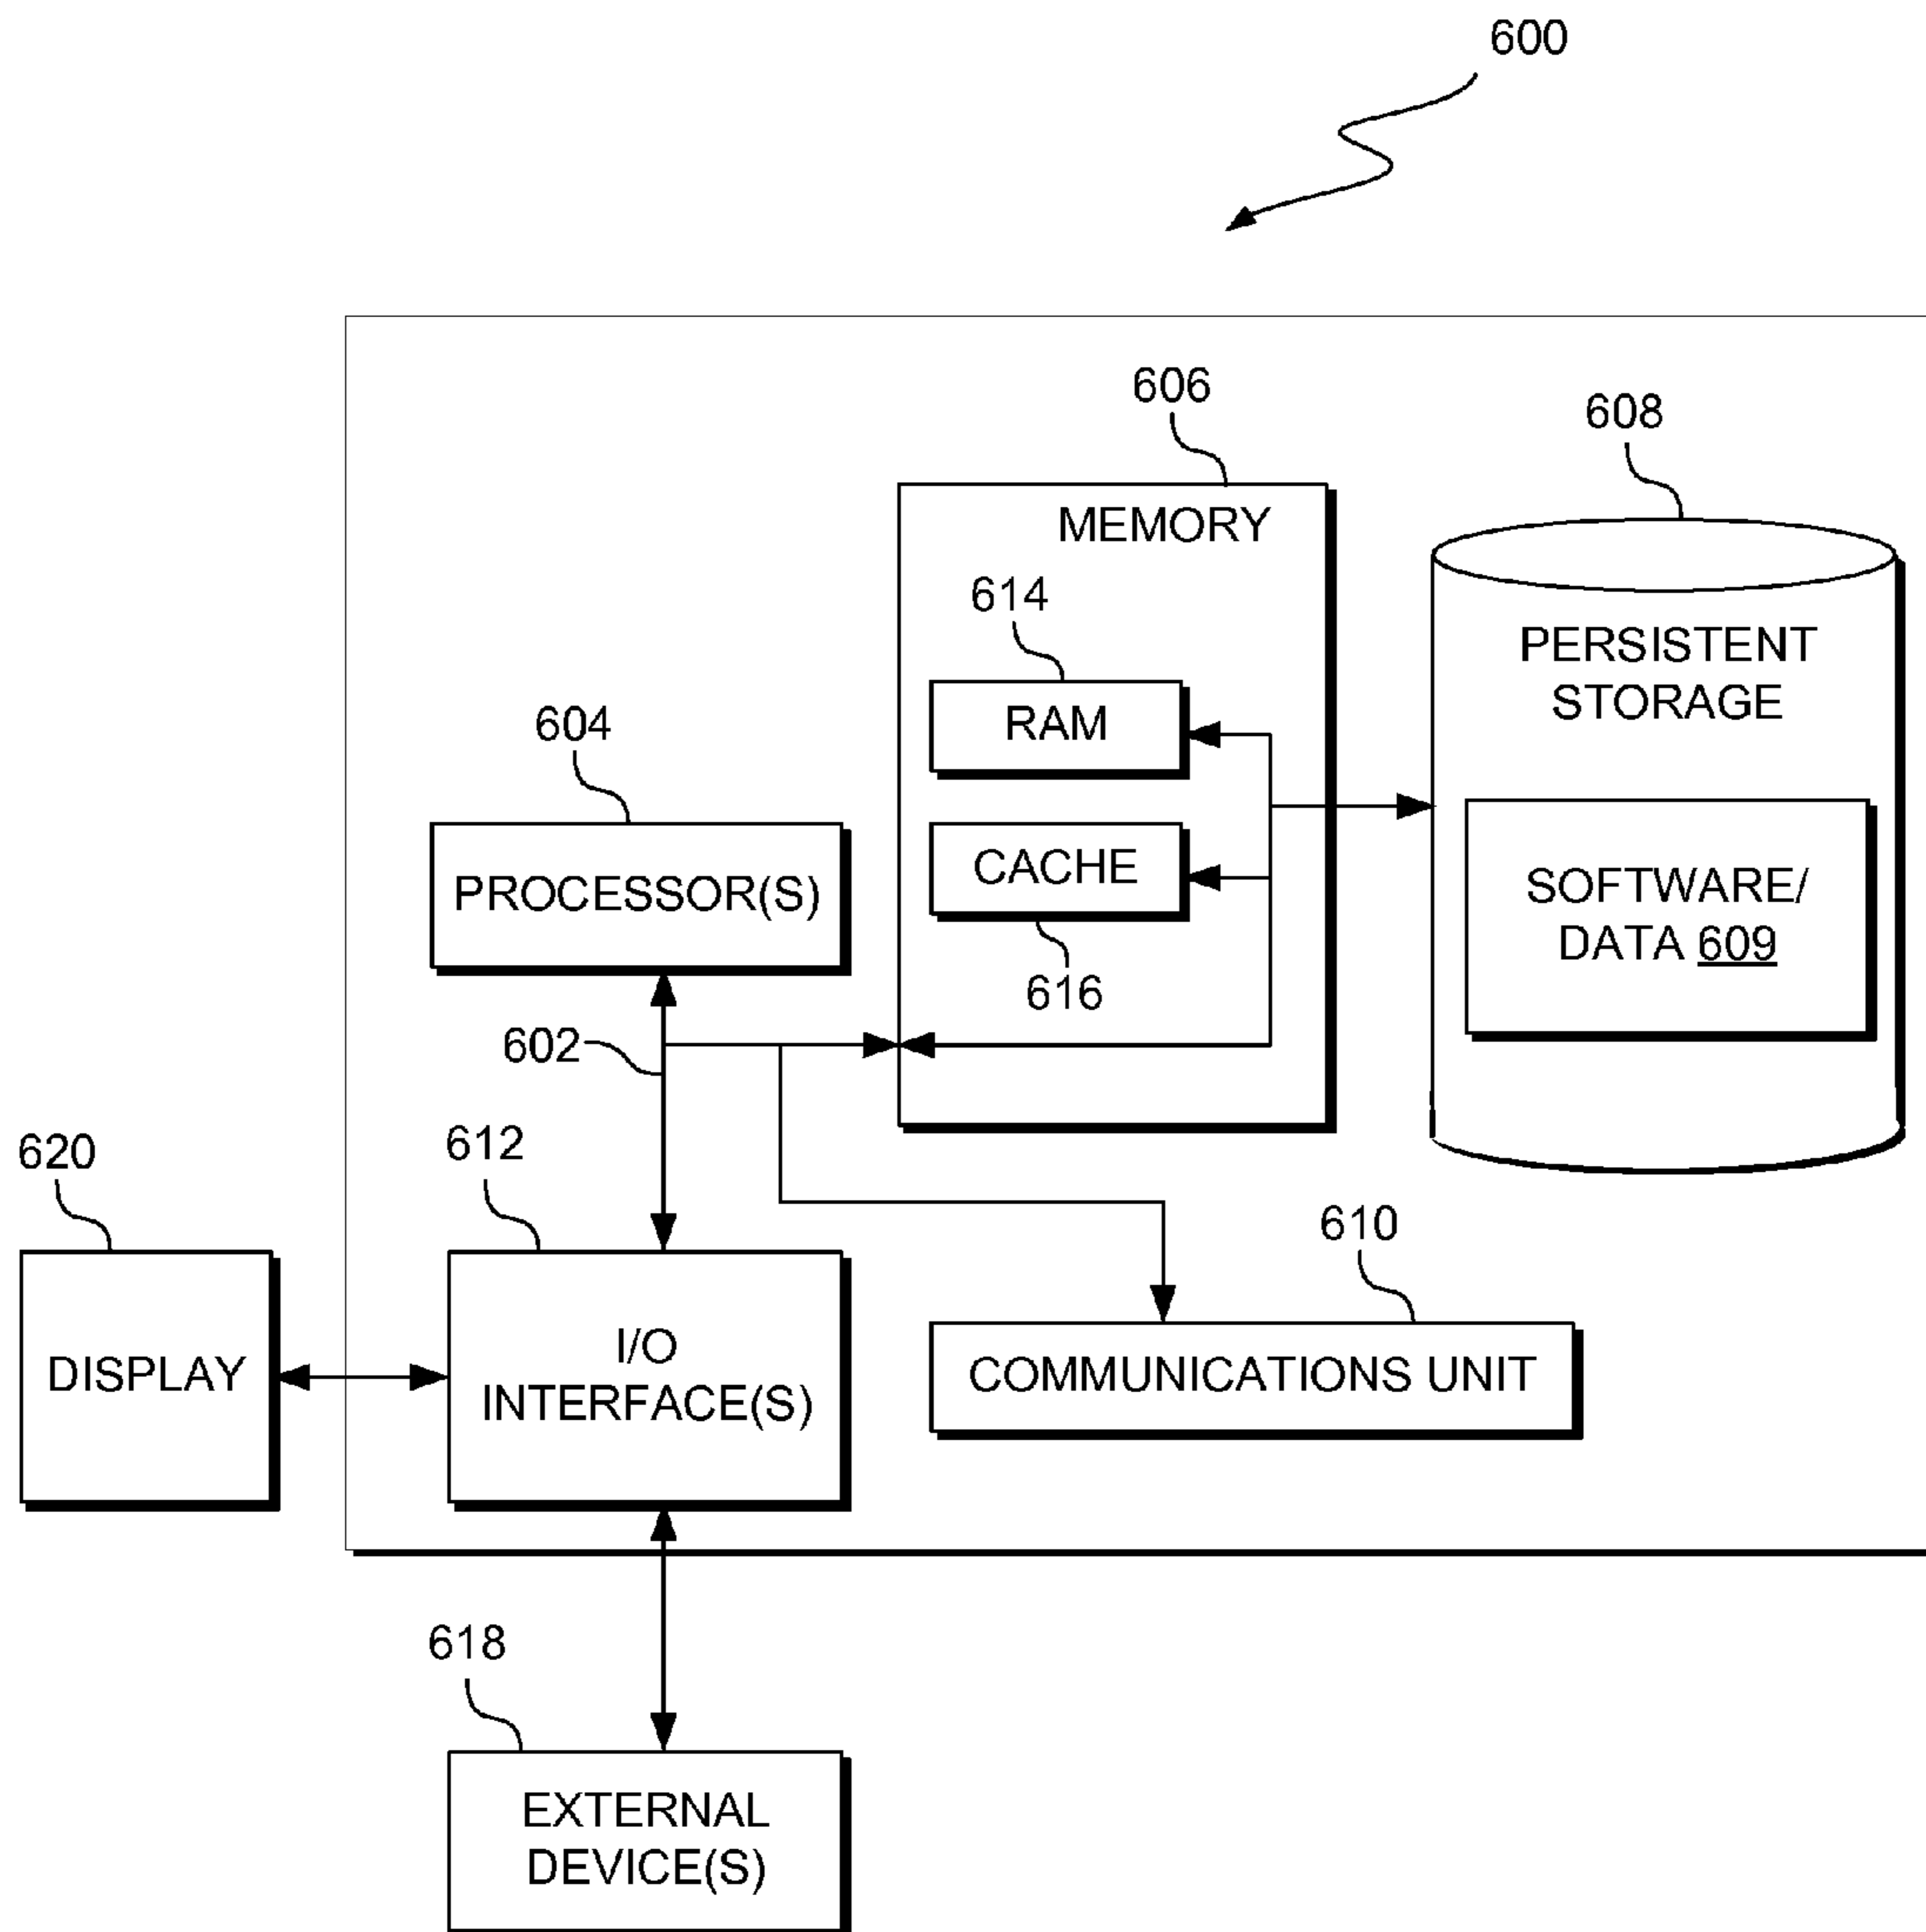 600
606
608
MEMORY
614
PERSISTENT
STORAGE
RAM
604
CACHE
PROCESSOR(S)
SOFTWARE/
DATA 609
616
602
620
612
610
I/O
INTERFACE(S)
DISPLAY
COMMUNICATIONS UNIT
618
EXTERNAL
DEVICE(S)